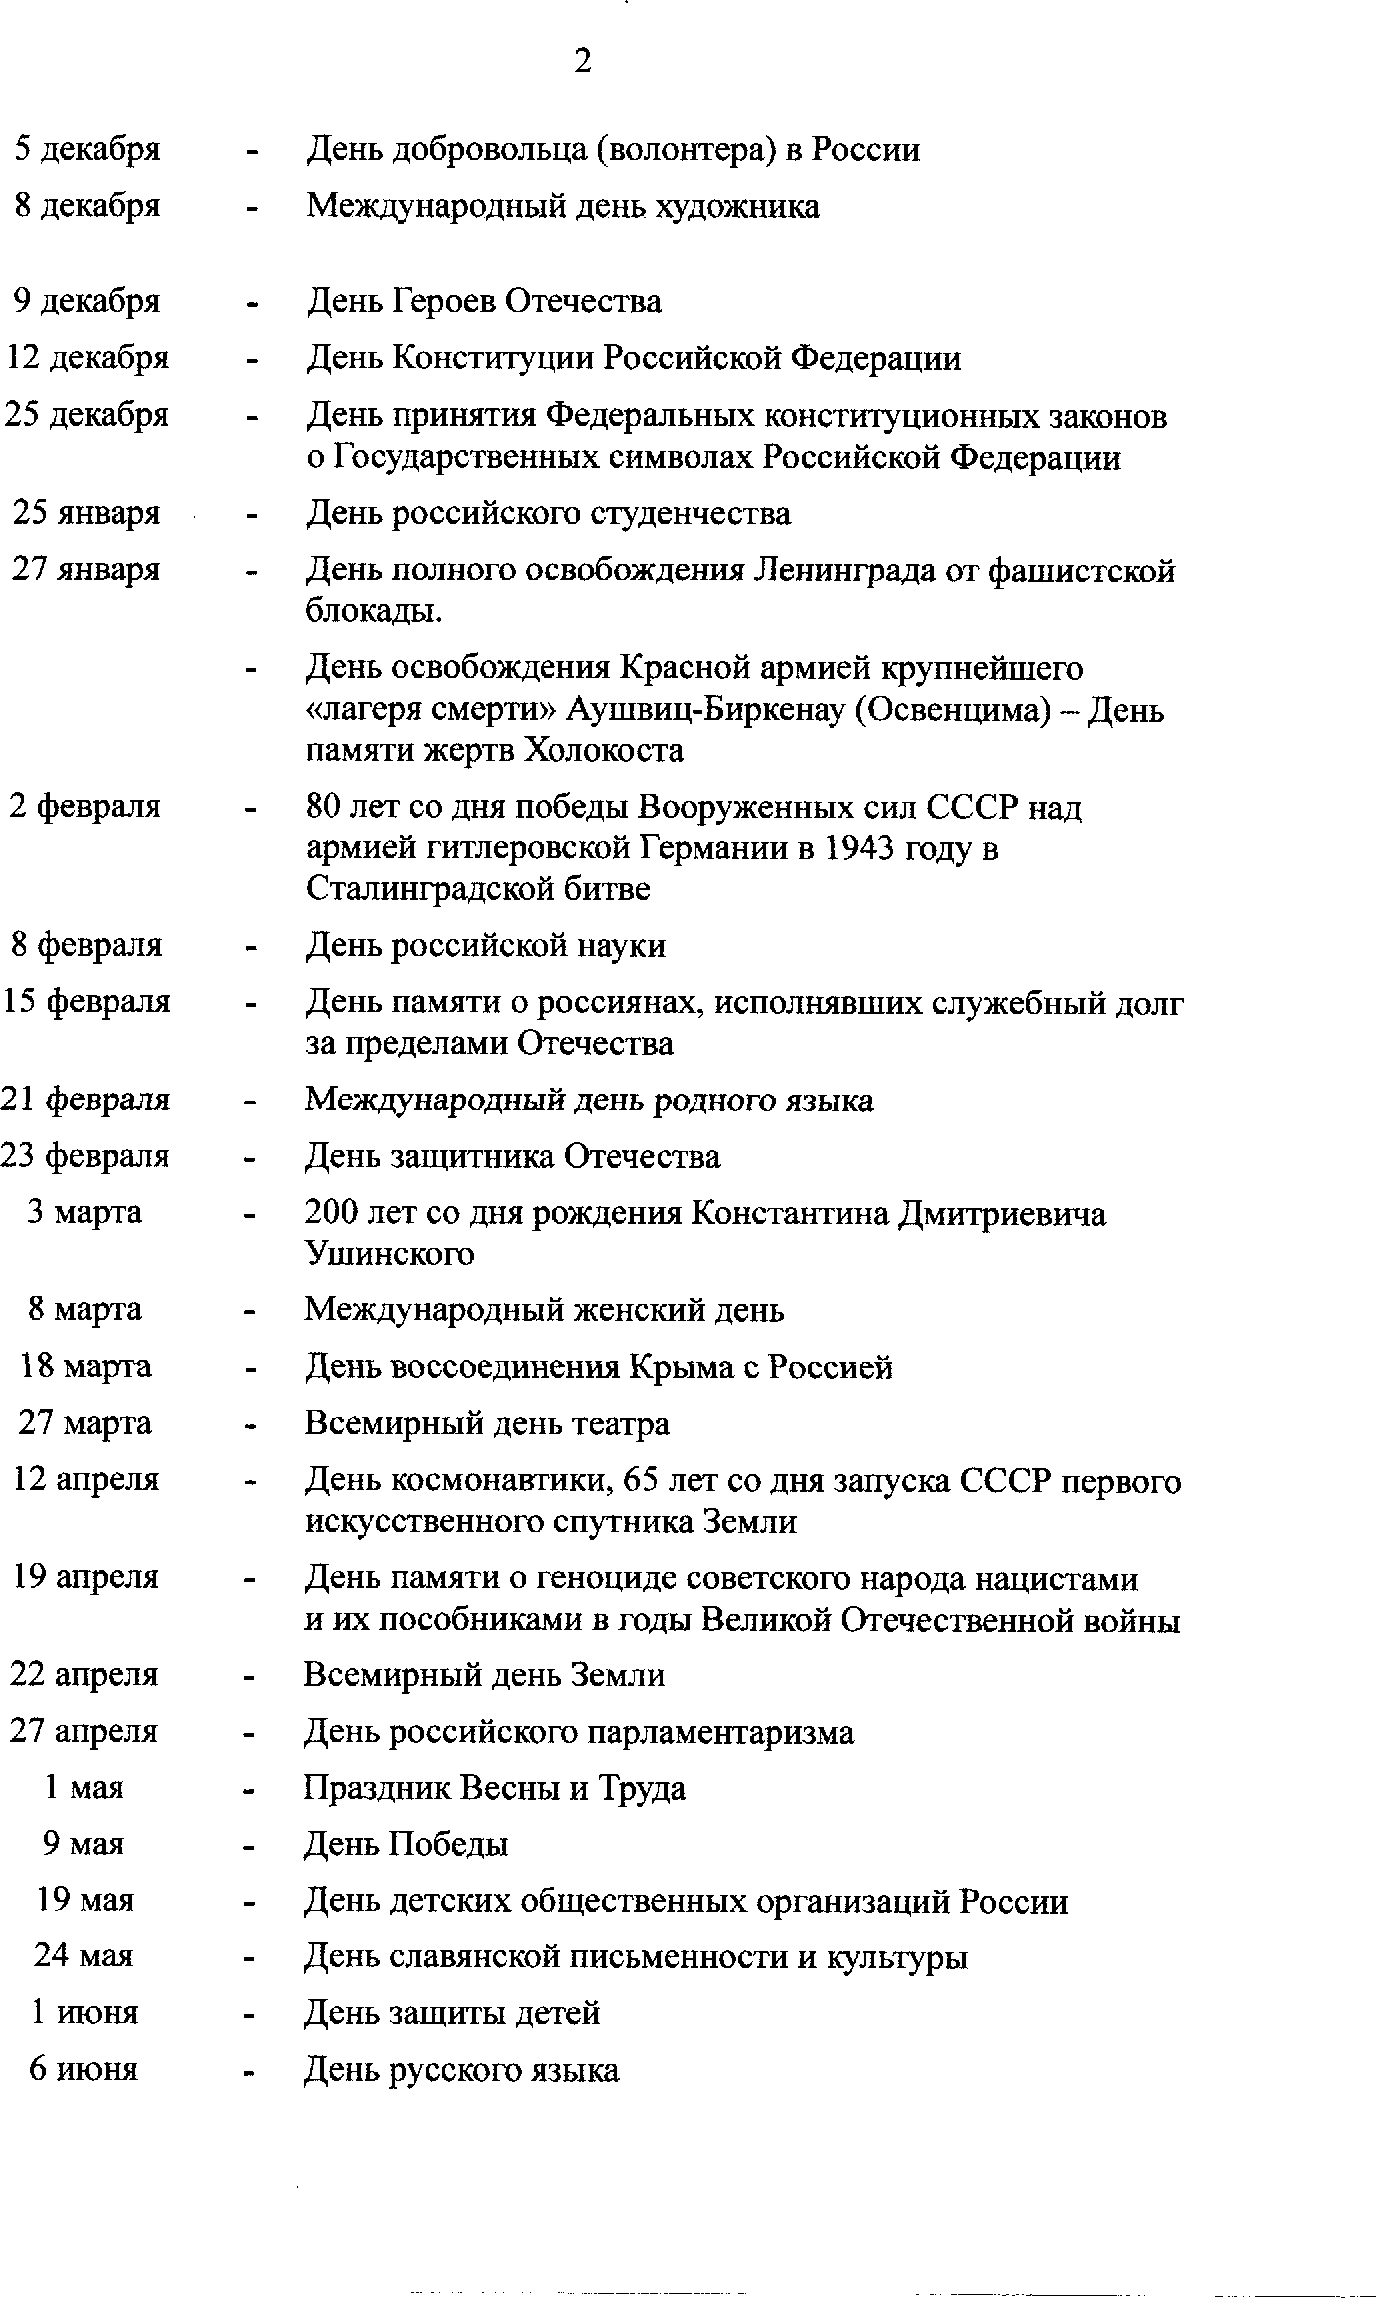 2
5 декабря - День добровольца (волонтера) в России
8 декабря - Международный день художника
9 декабря - День Героев Отечества
12 декабря - День Конституции Российской Федерации
25 декабря - День принятия Федеральных конституционных законов
о Государственных символах Российской Федерации
25 января - День российского студенчества
27 января - День полного освобождения Ленинграда от фашистской
блокады.
- День освобождения Красной армией крупнейшего
«лагеря смерти» Аушвиц-Биркенау (Освенцима) – День
памяти жертв Холокоста
2 февраля - 80 лет со дня победы Вооруженных сил СССР над
армией гитлеровской Германии в 1943 году в
Сталинградской битве
8 февраля - День российской науки
15 февраля - День памяти о россиянах, исполнявших служебный долг
за пределами Отечества
21 февраля - Международный день родного языка
23 февраля - День защитника Отечества
3 марта - 200 лет со дня рождения Константина Дмитриевича
Ушинского
8 марта - Международный женский день
18 марта - День воссоединения Крыма с Россией
27 марта - Всемирный день театра
12 апреля - День космонавтики, 65 лет со дня запуска СССР первого
искусственного спутника Земли
19 апреля - День памяти о геноциде советского народа нацистами
и их пособниками в годы Великой Отечественной войны
22 апреля - Всемирный день Земли
27 апреля - День российского парламентаризма
1 мая - Праздник Весны и Труда
9 мая - День Победы
19 мая - День детских общественных организаций России
24 мая - День славянской письменности и культуры
1 июня - День защиты детей
6 июня - День русского языка